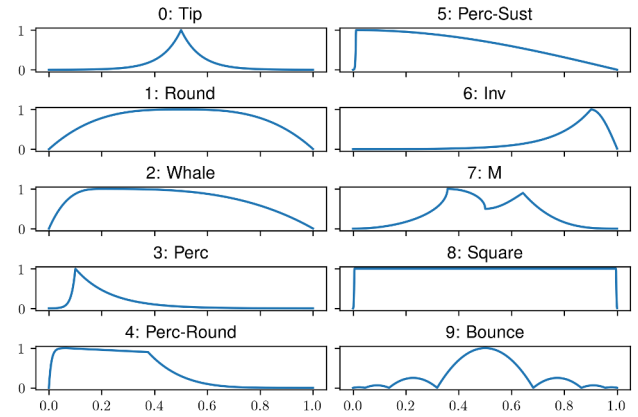 0: Tip
1
0
1: Round
1
0
2: Whale
1
0
3: Perc
1
0
4: Perc-Round
1
0
0.0 0.2 0.4 0.6 0.8 1.0
5: Perc-Sust
6: Inv
7: M
8: Square
9: Bounce
0.0 0.2 0.4 0.6 0.8 1.0